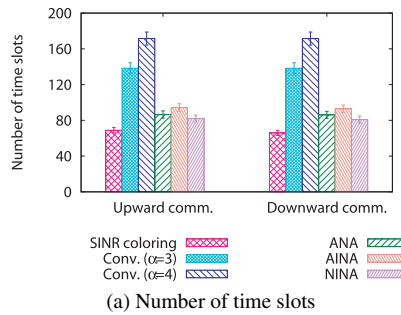 200
160
120
80
40
0
Number of time slots
Upward comm. Downward comm.
SINR coloring ANA
Conv. (α=3) AINA
Conv. (α=4) NINA
(a) Number of time slots